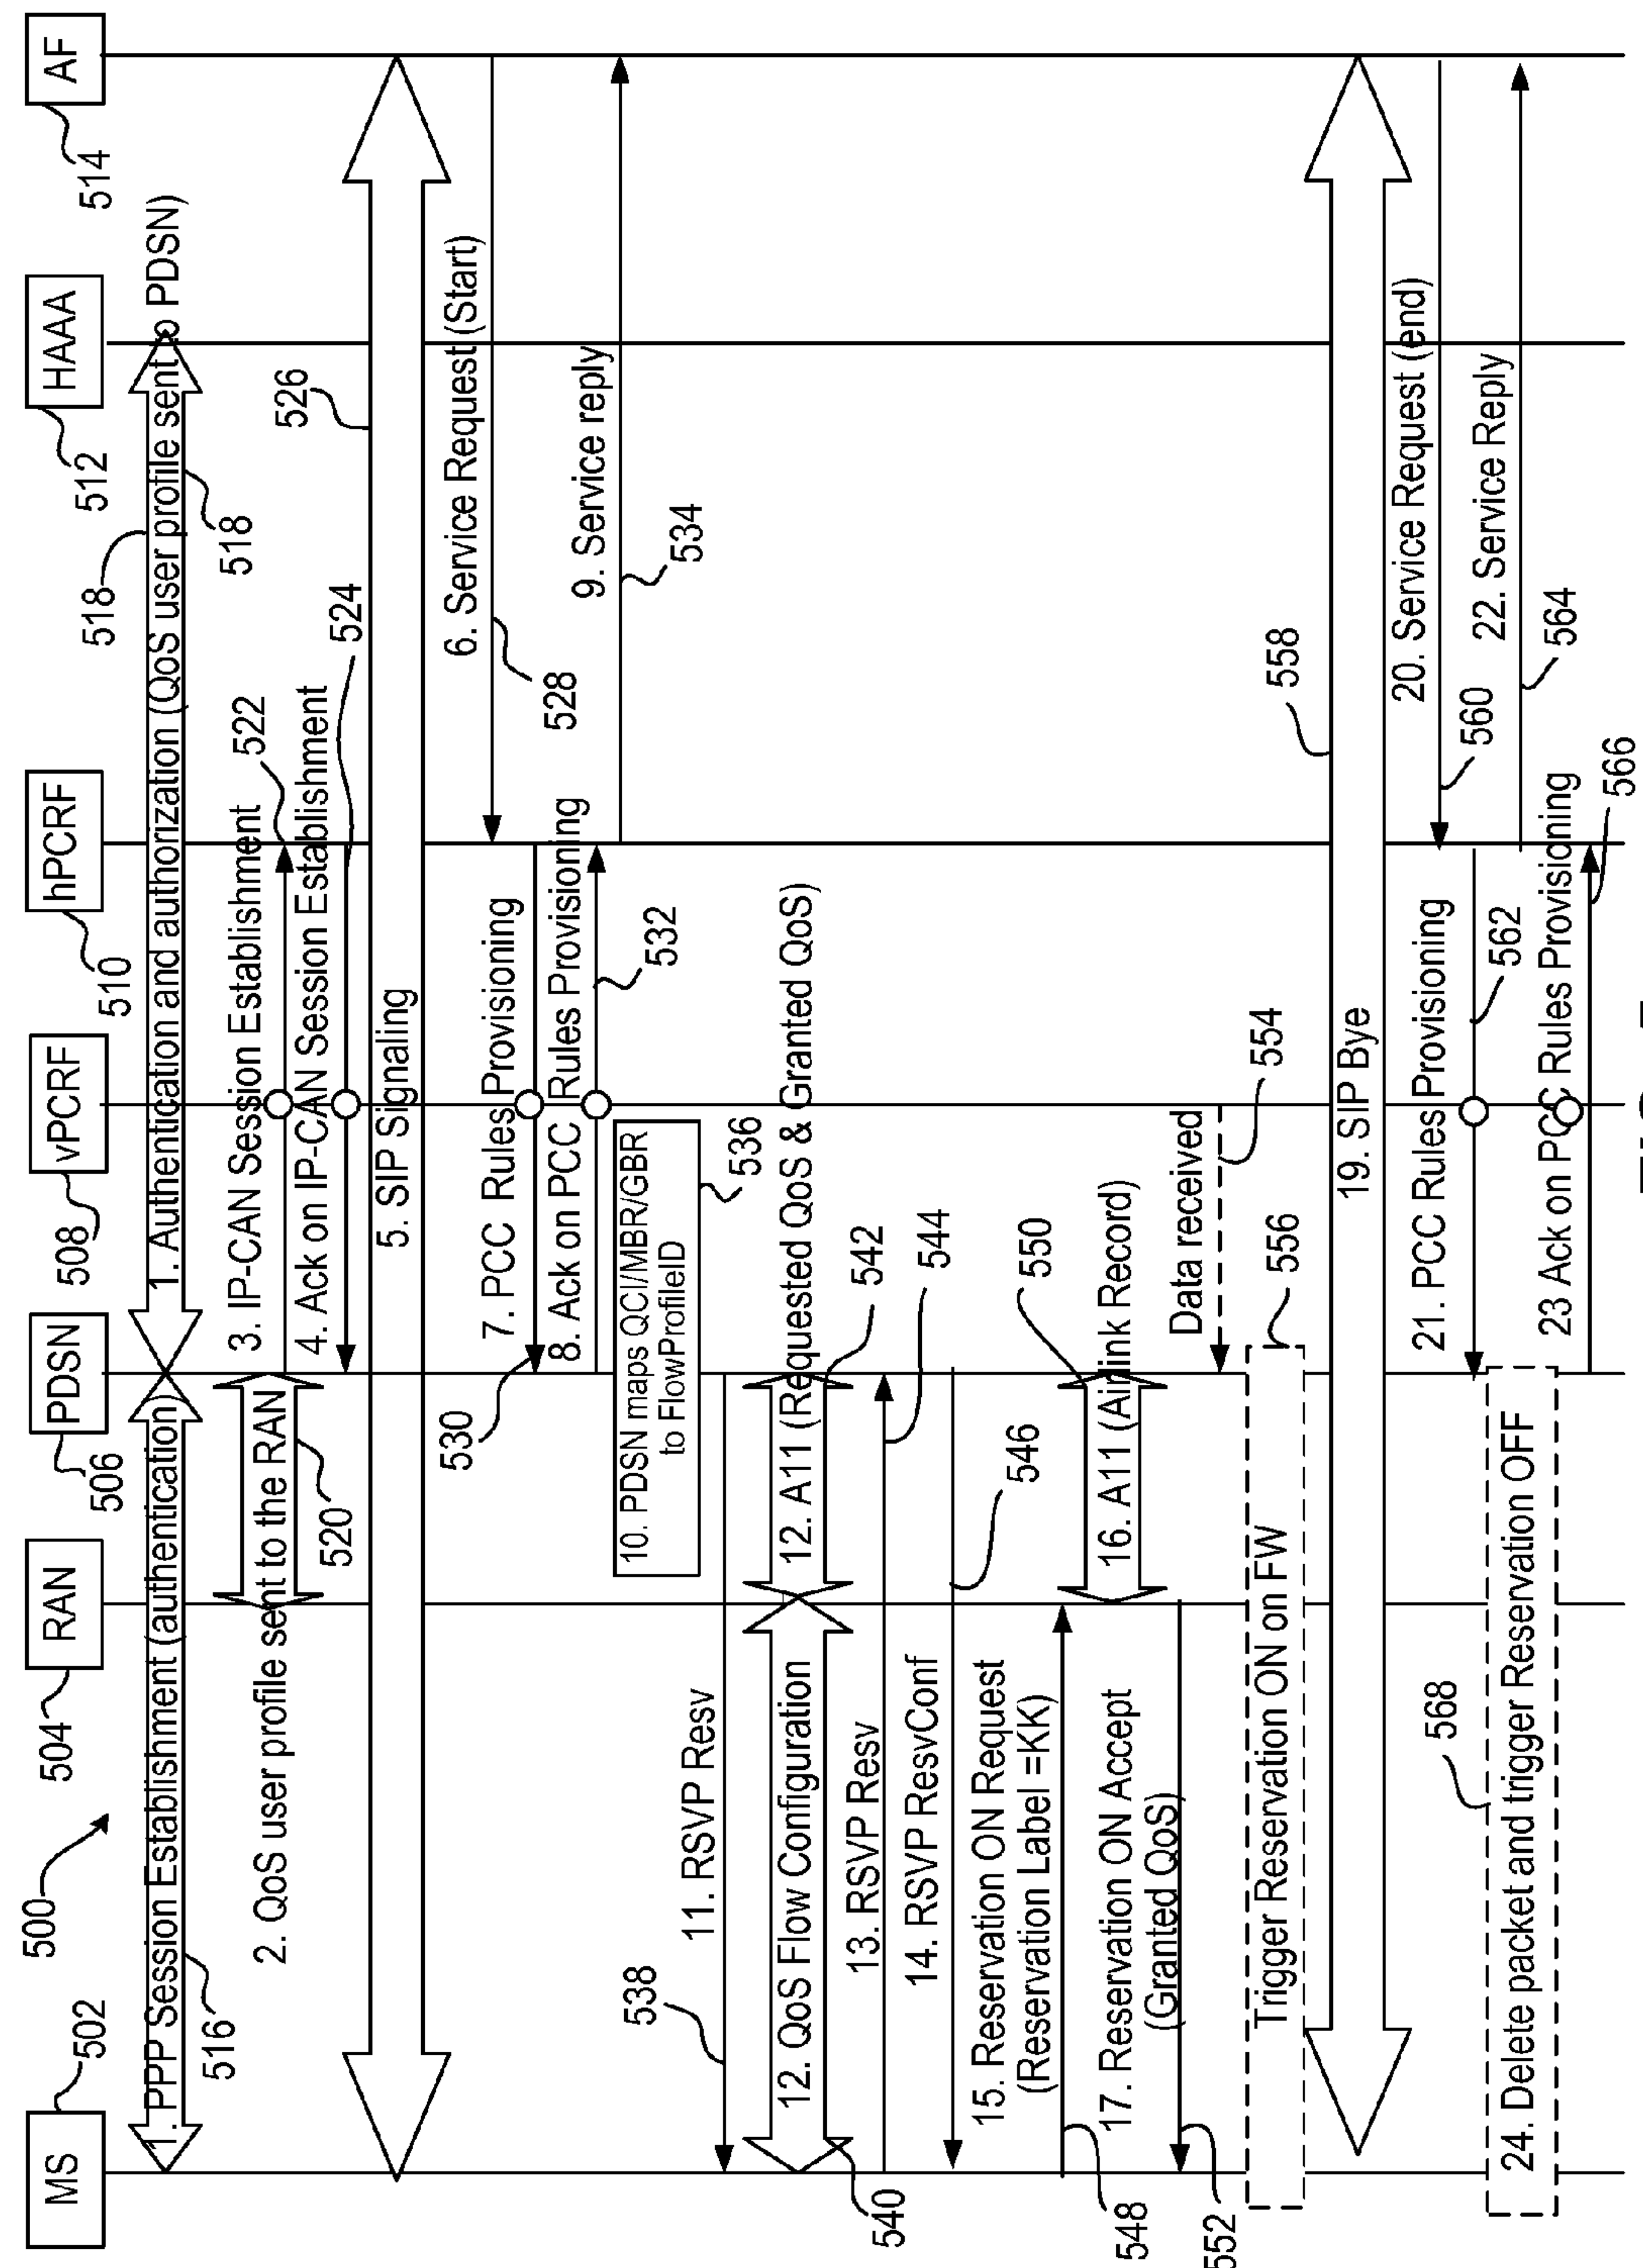 500
MS
502
RAN
504
PDSN
506
vPCRF
508
hPCRF
510
HAAA
512
AF
514
1. PPP Session Establishment (authentication)
516
1. Authentication and authorization (QoS user profile sent to PDSN)
518
518
2. QoS user profile sent to the RAN
520
3. IP-CAN Session Establishment
522
4. Ack on IP-CAN Session Establishment
524
5. SIP Signaling
526
6. Service Request (Start)
528
7. PCC Rules Provisioning
530
8. Ack on PCC Rules Provisioning
532
9. Service reply
534
10. PDSN maps QCI/MBR/GBR
to FlowProfileID
536
11. RSVP Resv
538
12. QoS Flow Configuration
540
12. A11 (Requested QoS & Granted QoS)
542
13. RSVP Resv
544
14. RSVP ResvConf
546
15. Reservation ON Request
(Reservation Label =KK)
548
16. A11 (Airlink Record)
550
17. Reservation ON Accept
(Granted QoS)
552
Data received
554
Trigger Reservation ON on FW
556
19. SIP Bye
558
20. Service Request (end)
560
21. PCC Rules Provisioning
562
22. Service Reply
564
23 Ack on PCC Rules Provisioning
566
24. Delete packet and trigger Reservation OFF
568